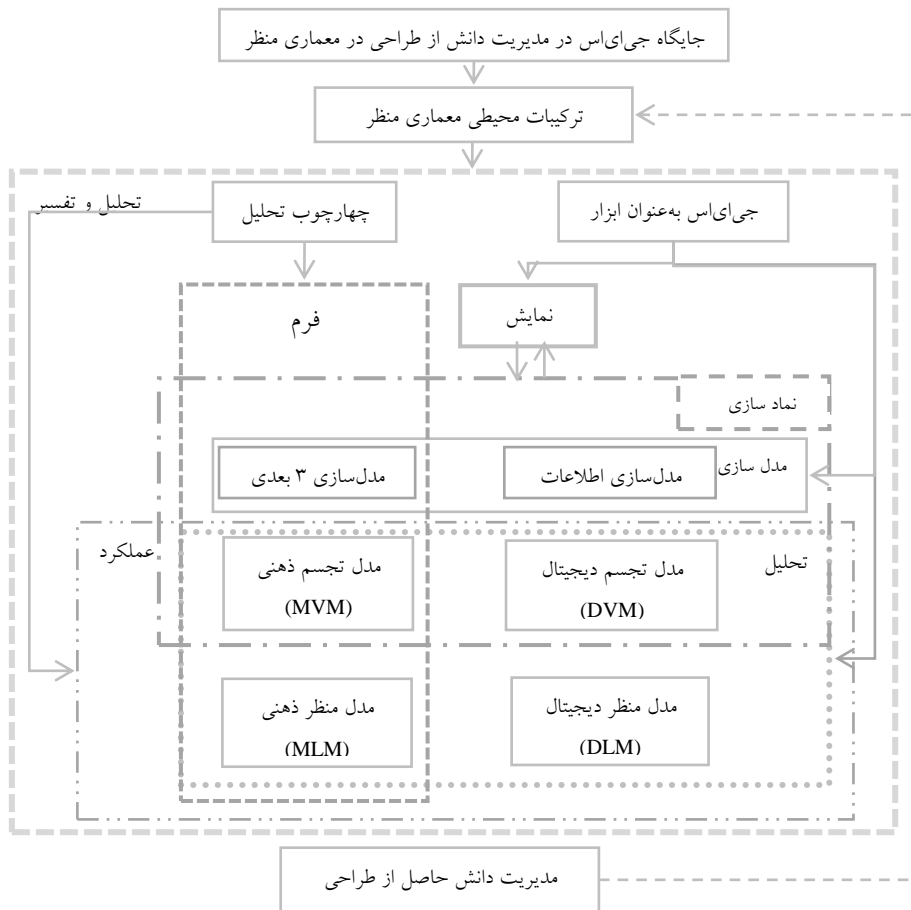 جایگاه جی‌ای‌اس در مدیریت دانش از طراحی در معماری منظر
ترکیبات محیطی معماری منظر
جی‌ای‌اس به‌عنوان ابزار
چهارچوب تحلیل
تحلیل و تفسر
نمایش
فرم
نماد سازی
مدل سازی
مدل‌سازی اطلاعات
مدل‌سازی ۳ بعدی
تحلیل
عملکرد
مدل تجسم دیجیتال
(DVM)
مدل تجسم ذهنی
(MVM)
مدل منظر دیجیتال
(DLM)
مدل منظر ذهنی
(MLM)
مدیریت دانش حاصل از طراحی